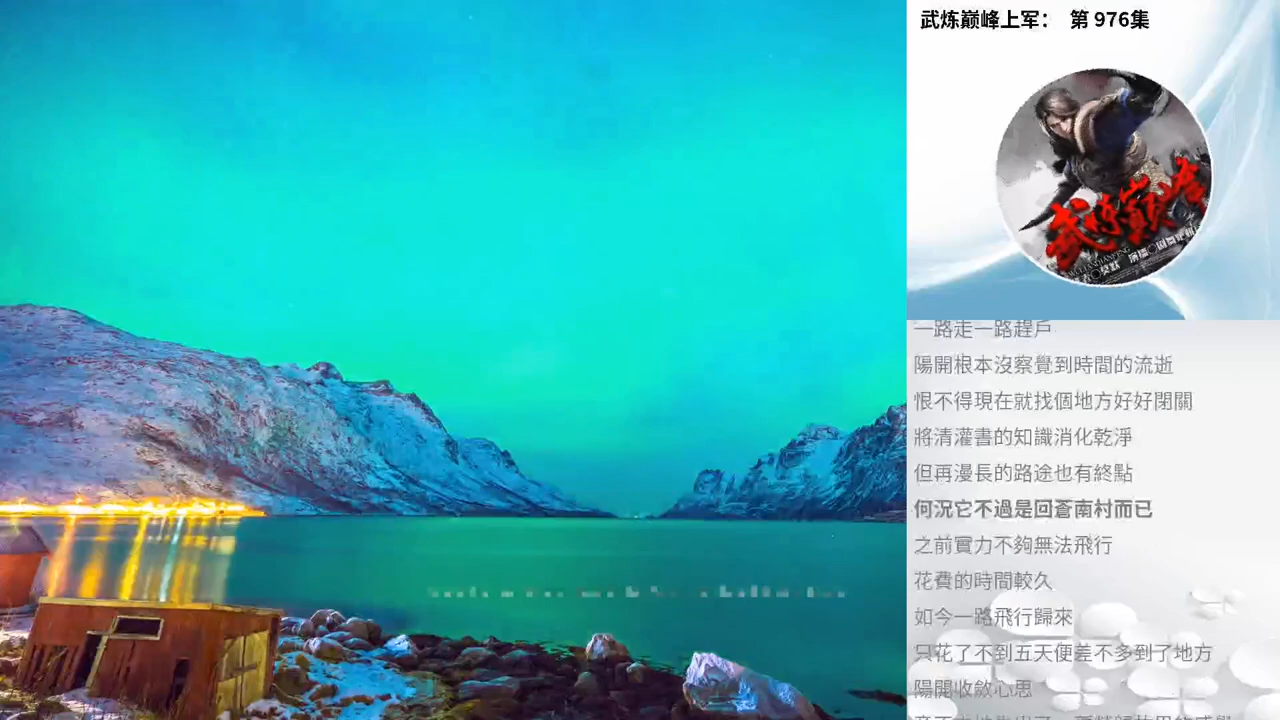 武炼巅峰上军： 第 976集
武炼巅峰
一路走一路趕戶
陽開根本沒察覺到時間的流逝
恨不得現在就找個地方好好閉關
將清灌書的知識消化乾淨
但再漫長的路途也有終點
何況它不過是回蒼南村而已
之前實力不夠無法飛行
花費的時間較久
如今一路飛行歸來
只花了不到五天便差不多到了地方
陽開收斂心思